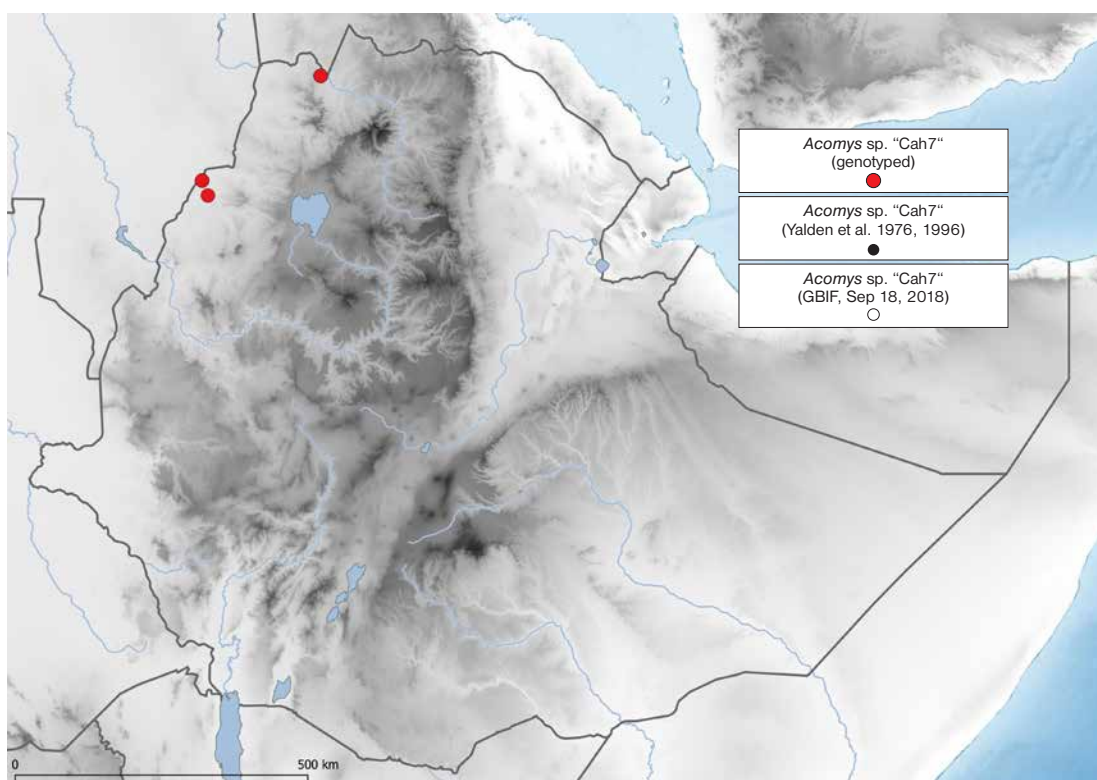 Acomys sp. "Cah7“
(genotyped)
Acomys sp. "Cah7“
(Yalden et al. 1976, 1996)
Acomys sp. "Cah7“
(GBIF, Sep 18, 2018)
0
500 km